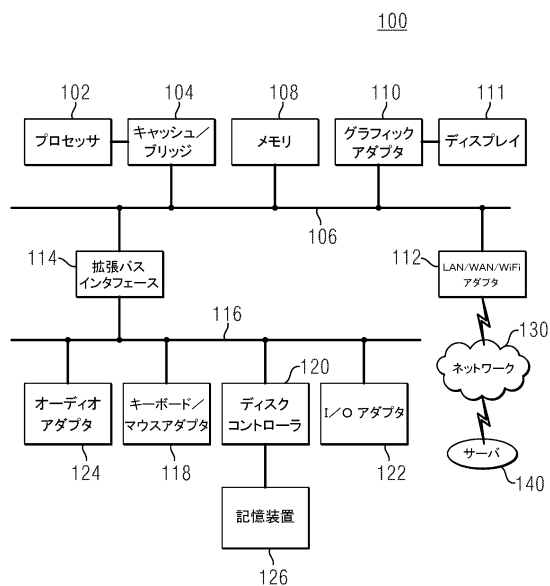 100
102
104
108
110
111
プロセッサ
キャッシュ／
ブリッジ
メモリ
グラフィック
アダプタ
ディスプレイ
106
114
拡張バス
インタフェース
112
LAN/WAN/WiFi
アダプタ
116
130
ネットワーク
120
オーディオ
アダプタ
キーボード／
マウスアダプタ
ディスク
コントローラ
I／O アダプタ
サーバ
124
118
122
140
記憶装置
126